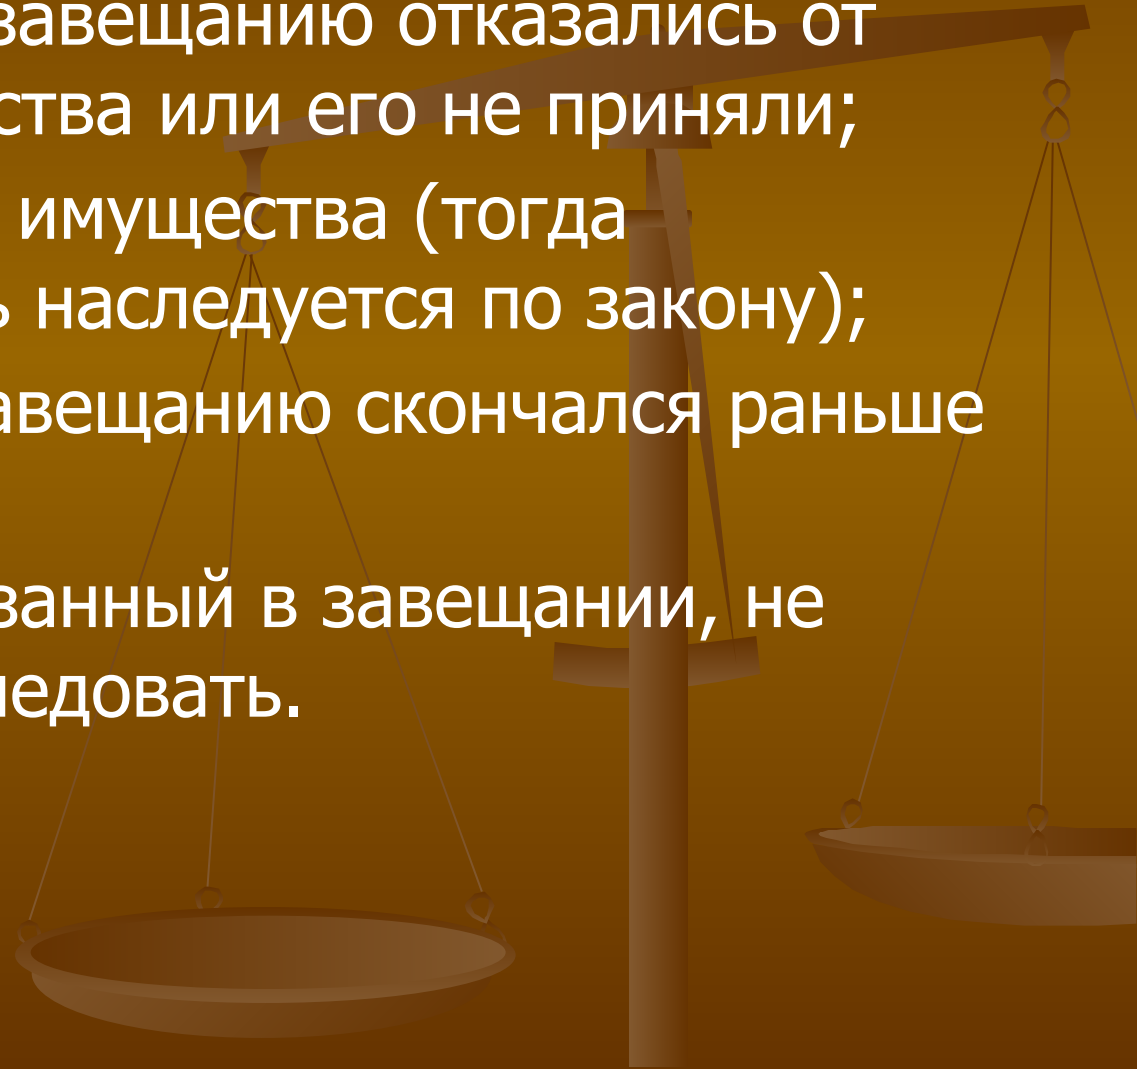 завещанию отказались от
ства или его не приняли;
имущества (тогда
ь наследуется по закону);
авещанию скончался раньше
занный в завещании, не
ледовать.